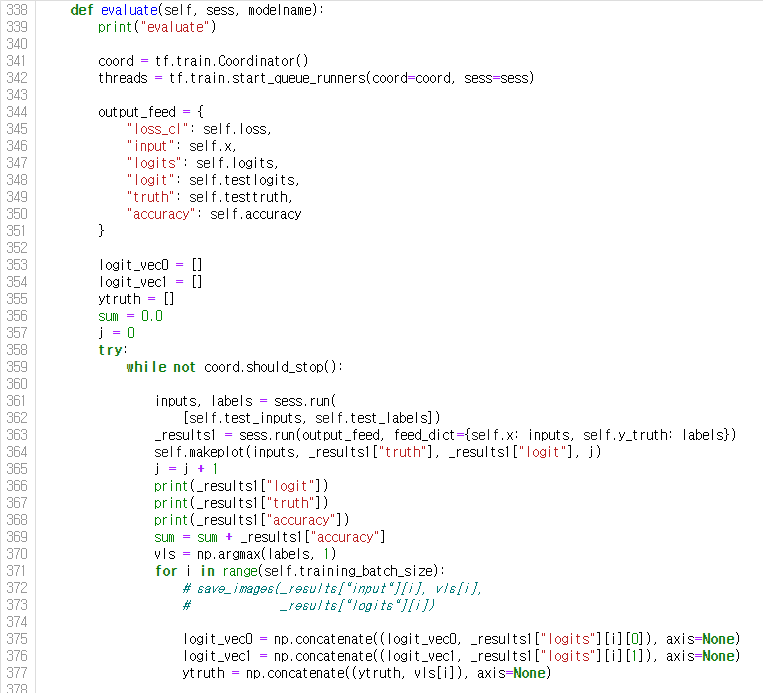 338     def evaluate(self, sess, modelname):
339         print("evaluate")
340
341         coord = tf.train.Coordinator()
342         threads = tf.train.start_queue_runners(coord=coord, sess=sess)
343
344         output_feed = {
345             "loss_cl": self.loss,
346             "input": self.x,
347             "logits": self.logits,
348             "logit": self.testlogits,
349             "truth": self.testtruth,
350             "accuracy": self.accuracy
351         }
352
353         logit_vec0 = []
354         logit_vec1 = []
355         ytruth = []
356         sum = 0.0
357         j = 0
358         try:
359             while not coord.should_stop():
360
361                 inputs, labels = sess.run(
362                     [self.test_inputs, self.test_labels])
363                 _results1 = sess.run(output_feed, feed_dict={self.x: inputs, self.y_truth: labels})
364                 self.makeplot(inputs, _results1["truth"], _results1["logit"], j)
365                 j = j + 1
366                 print(_results1["logit"])
367                 print(_results1["truth"])
368                 print(_results1["accuracy"])
369                 sum = sum + _results1["accuracy"]
370                 vls = np.argmax(labels, 1)
371                 for i in range(self.training_batch_size):
372                     # save_images(_results["input"][i], vls[i],
373                     #             _results["logits"][i])
374
375                     logit_vec0 = np.concatenate((logit_vec0, _results1["logits"][i][0]), axis=None)
376                     logit_vec1 = np.concatenate((logit_vec1, _results1["logits"][i][1]), axis=None)
377                     ytruth = np.concatenate((ytruth, vls[i]), axis=None)
378